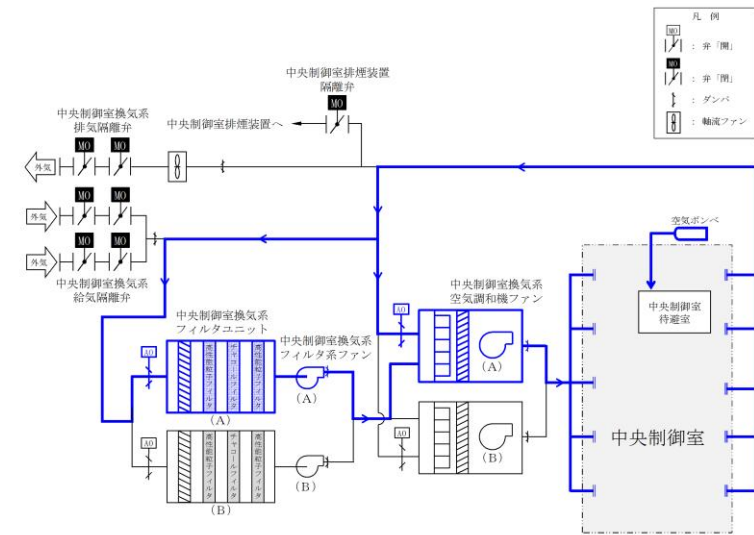 凡 例
MO
: 弁「開」
MO
: 弁「閉」
: ダンパ
: 軸流ファン
中央制御室排煙装置
隔離弁
MO
中央制御室排煙装置へ
中央制御室換気系
排気隔離弁
MO
MO
外気
MO
MO
外気
MO
MO
外気
中央制御室換気系
給気隔離弁
空気ボンベ
中央制御室
待避室
中央制御室換気系
空気調和機ファン
AO
(A)
AO
(B)
中央制御室換気系
フィルタユニット
中央制御室換気系
フィルタ系ファン
AO
高性能粒子フィルタ
チャコールフィルタ
高性能粒子フィルタ
(A)
(A)
AO
高性能粒子フィルタ
チャコールフィルタ
高性能粒子フィルタ
(B)
(B)
中央制御室